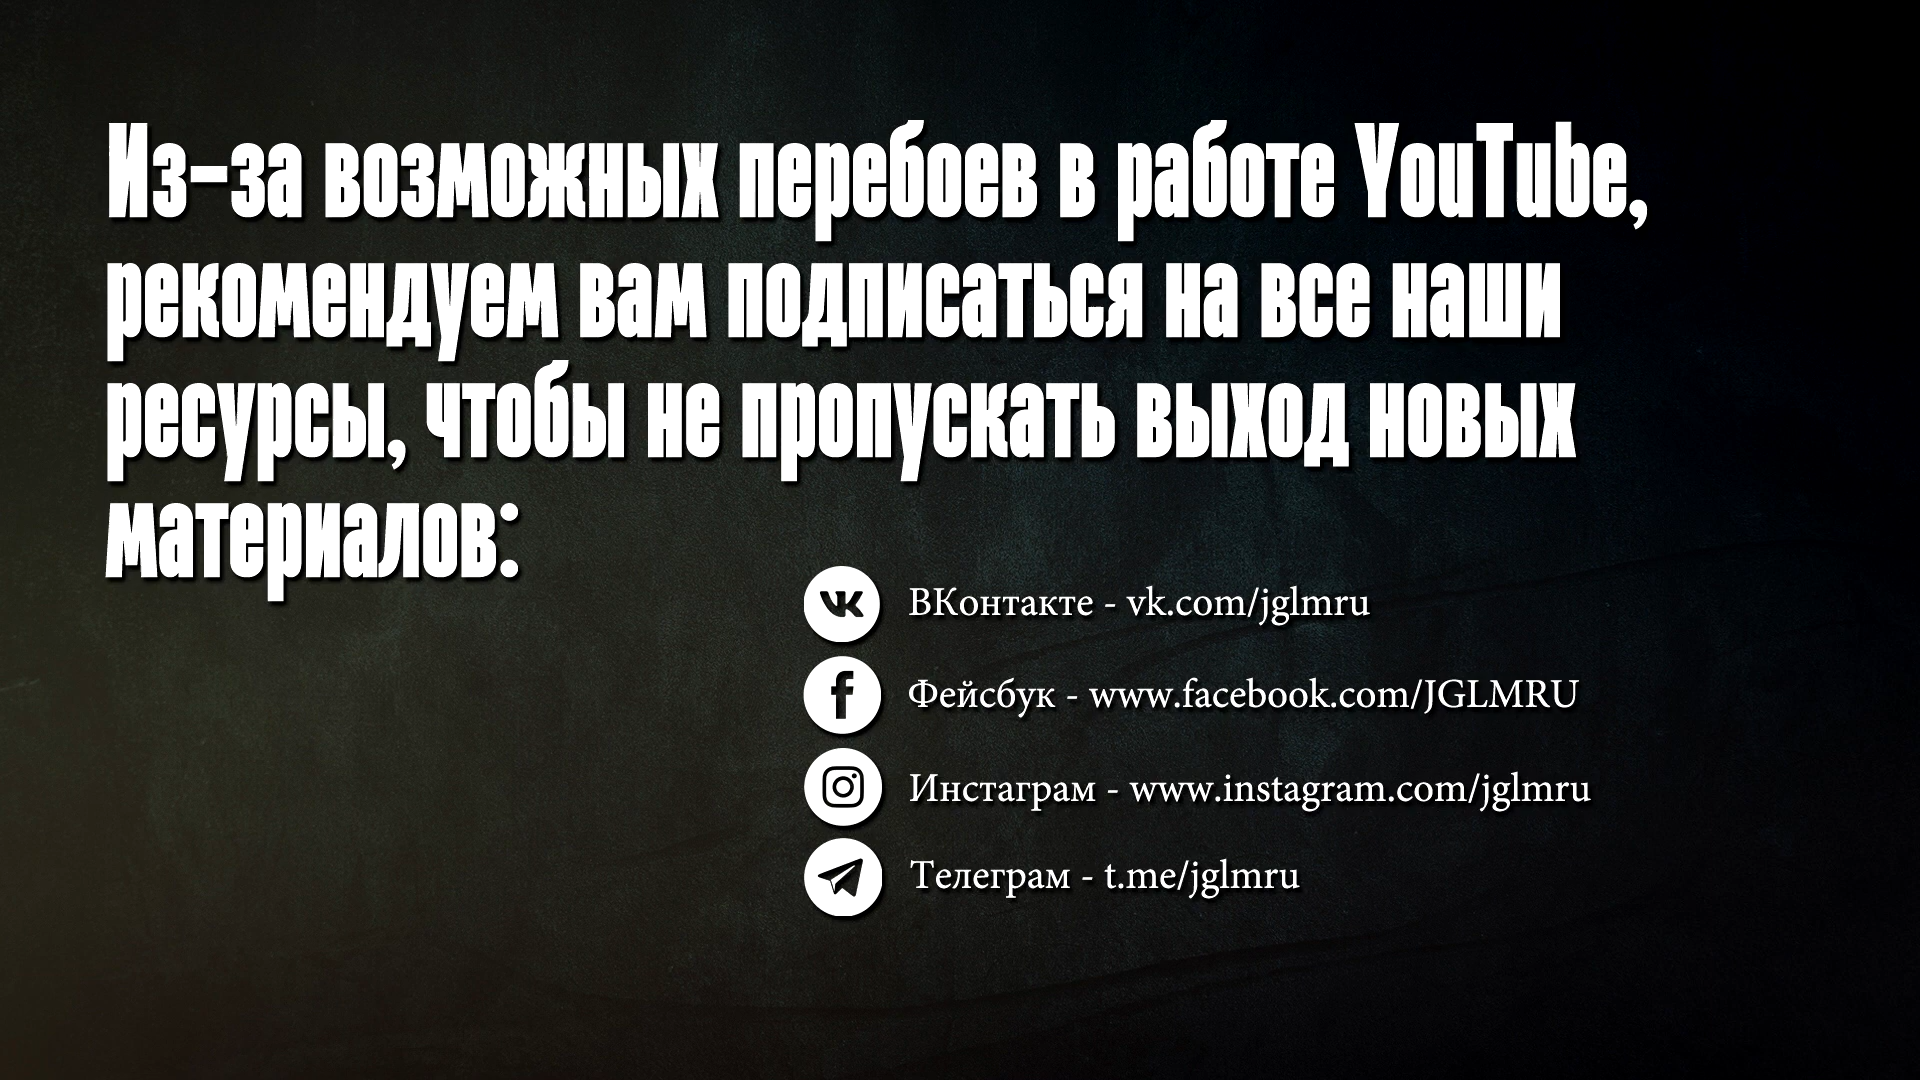 Из-за возможных перебоев в работе YouTube,
рекомендуем вам подписаться на все наши
ресурсы, чтобы не пропускать выход новых
материалов:
ВКонтакте - vk.com/jglmru
Фейсбук - www.facebook.com/JGLMRU
Инстаграм - www.instagram.com/jglmru
Телеграм - t.me/jglmru